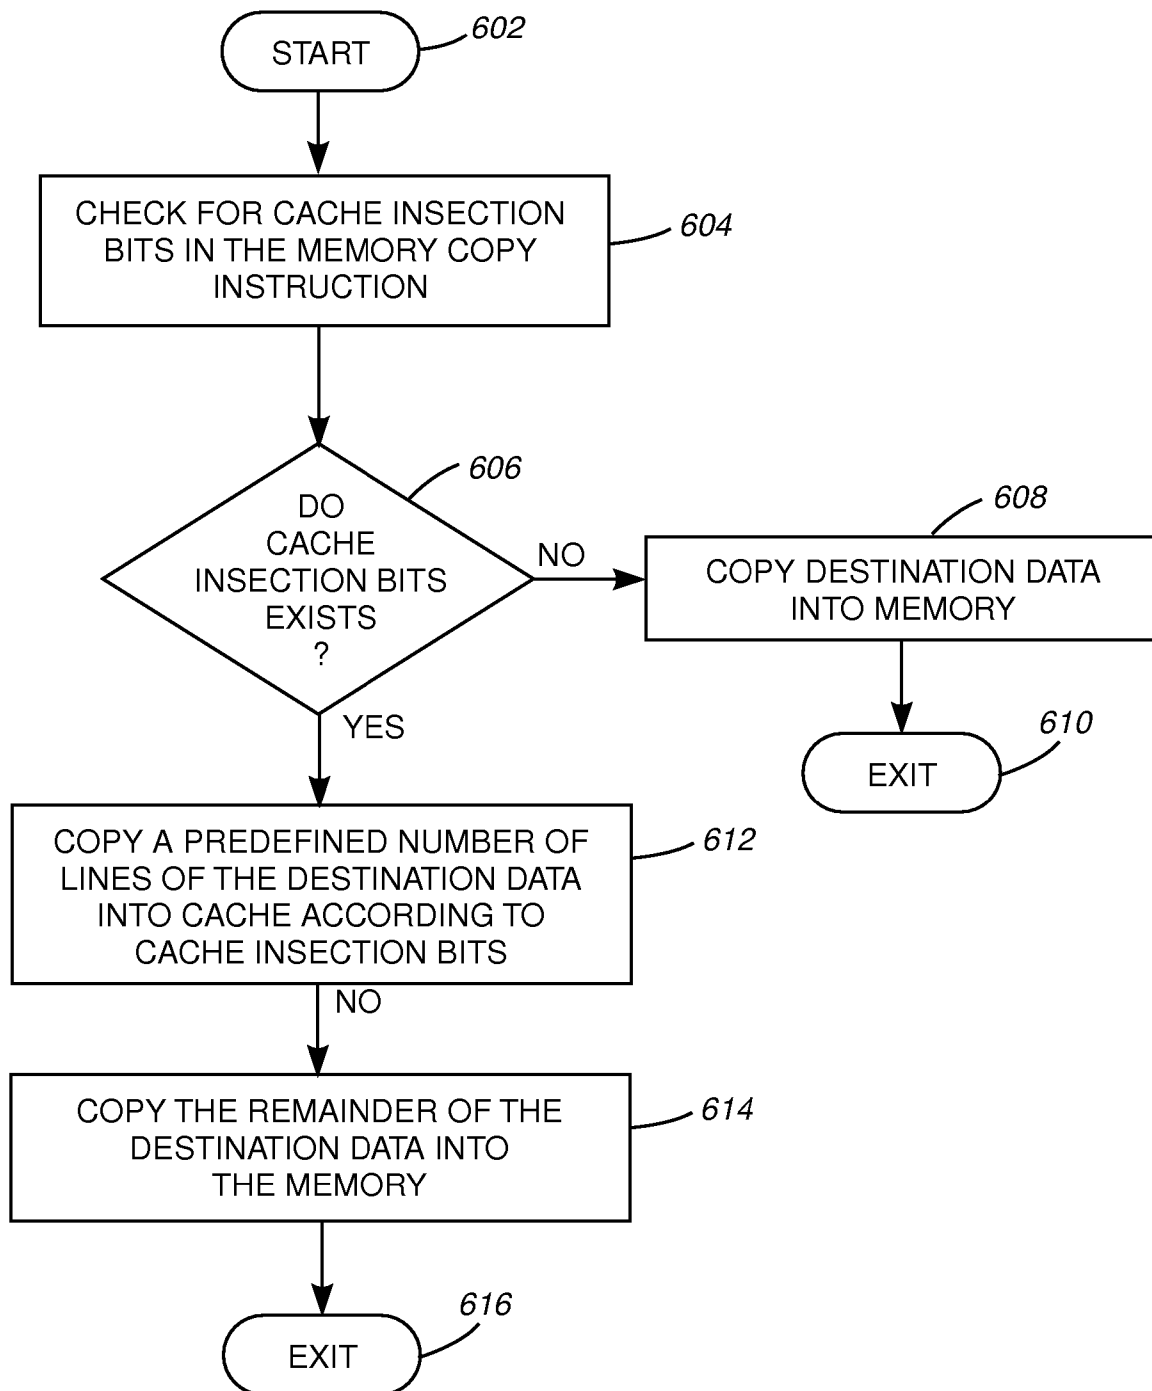 602
START
CHECK FOR CACHE INSECTION
BITS IN THE MEMORY COPY
INSTRUCTION
604
606
DO
CACHE
INSECTION BITS
EXISTS
?
NO
608
COPY DESTINATION DATA
INTO MEMORY
610
EXIT
YES
COPY A PREDEFINED NUMBER OF
LINES OF THE DESTINATION DATA
INTO CACHE ACCORDING TO
CACHE INSECTION BITS
612
NO
COPY THE REMAINDER OF THE
DESTINATION DATA INTO
THE MEMORY
614
616
EXIT